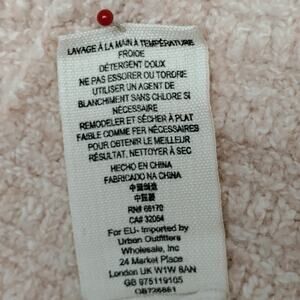 LAVAGE À LA MAIN À TEMPÉRATURE
FROIDE
DÉTERGENT DOUX
NE PAS ESSORER OU TORDRE
UTILISER UN AGENT DE
BLANCHIMENT SANS CHLORE SI
NÉCESSAIRE
REMODELER ET SÉCHER À PLAT
FAIBLE COMME FER NÉCESSAIRES
POUR OBTENIR LE MEILLEUR
RÉSULTAT, NETTOYER À SEC
HECHO EN CHINA
FABRICADO NA CHINA
中国制造
中國製
RN# 66170
CA# 32054
For EU- Imported by
Urban Outfitters
Wholesale, Inc
24 Market Place
London UK W1W 8AN
GB 975119105